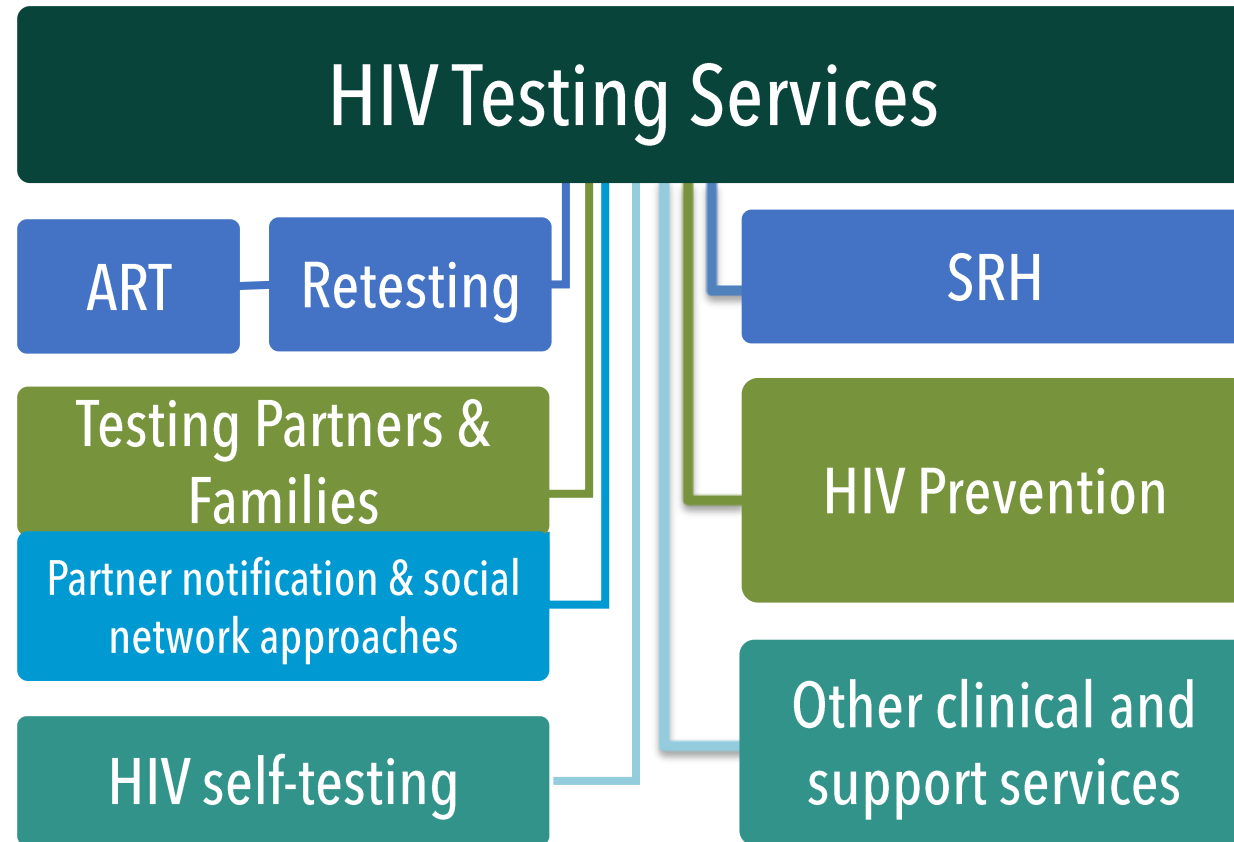 HIV Testing Services
ART
Retesting
SRH
Testing Partners &
Families
HIV Prevention
Partner notification & social
network approaches
Other clinical and
support services
HIV self-testing